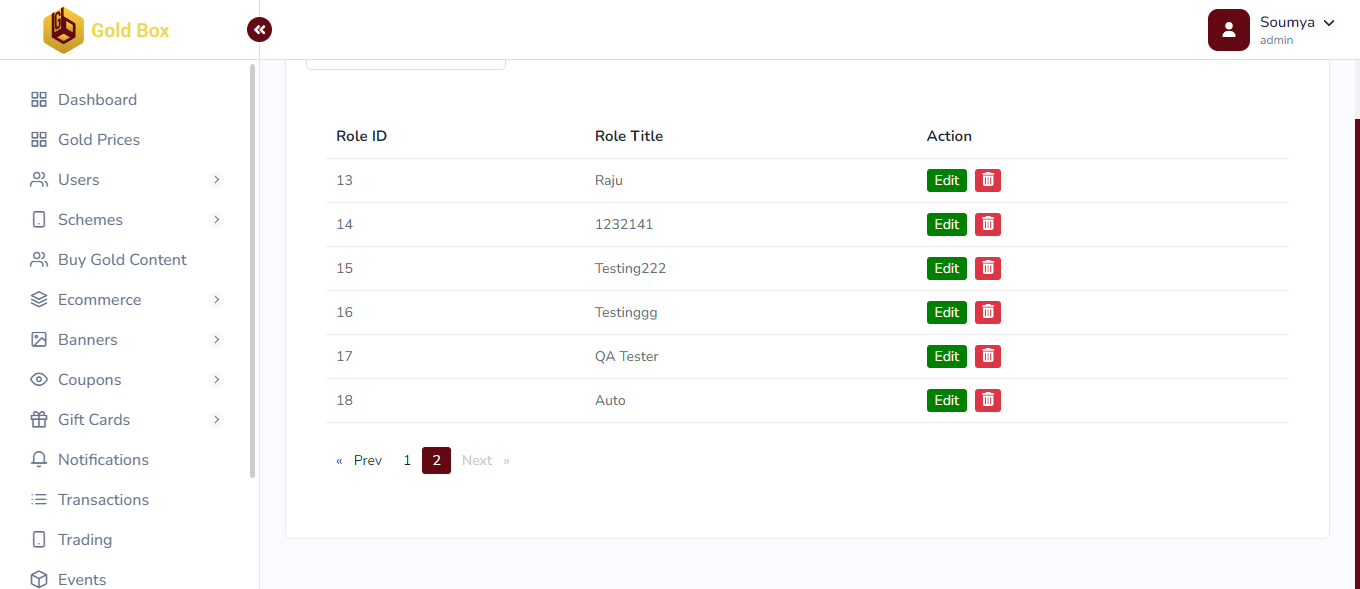 Gold Box
Soumya
admin
Dashboard
Gold Prices
Users
Schemes
Buy Gold Content
Ecommerce
Banners
Coupons
Gift Cards
Notifications
Transactions
Trading
Events
Role ID Role Title Action
13 Raju Edit
14 1232141 Edit
15 Testing222 Edit
16 Testinggg Edit
17 QA Tester Edit
18 Auto Edit
« Prev 1 2 Next »